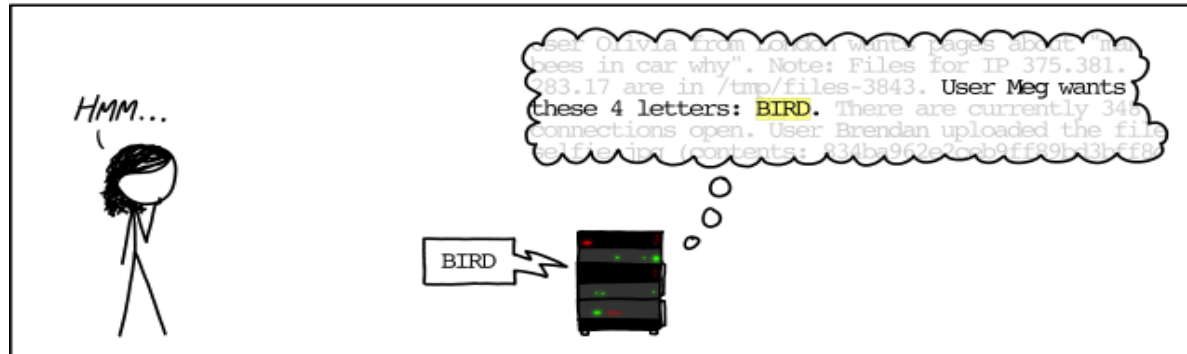 User Olivia from London wants pages about "man
bees in car why". Note: Files for IP 375.381.
283.17 are in /tmp/files-3843. User Meg wants
these 4 letters: BIRD. There are currently 348
connections open. User Brendan uploaded the file
selfie.jpg (contents: 834ba962e2ceb9ff89bd3bff8
HMM...
BIRD